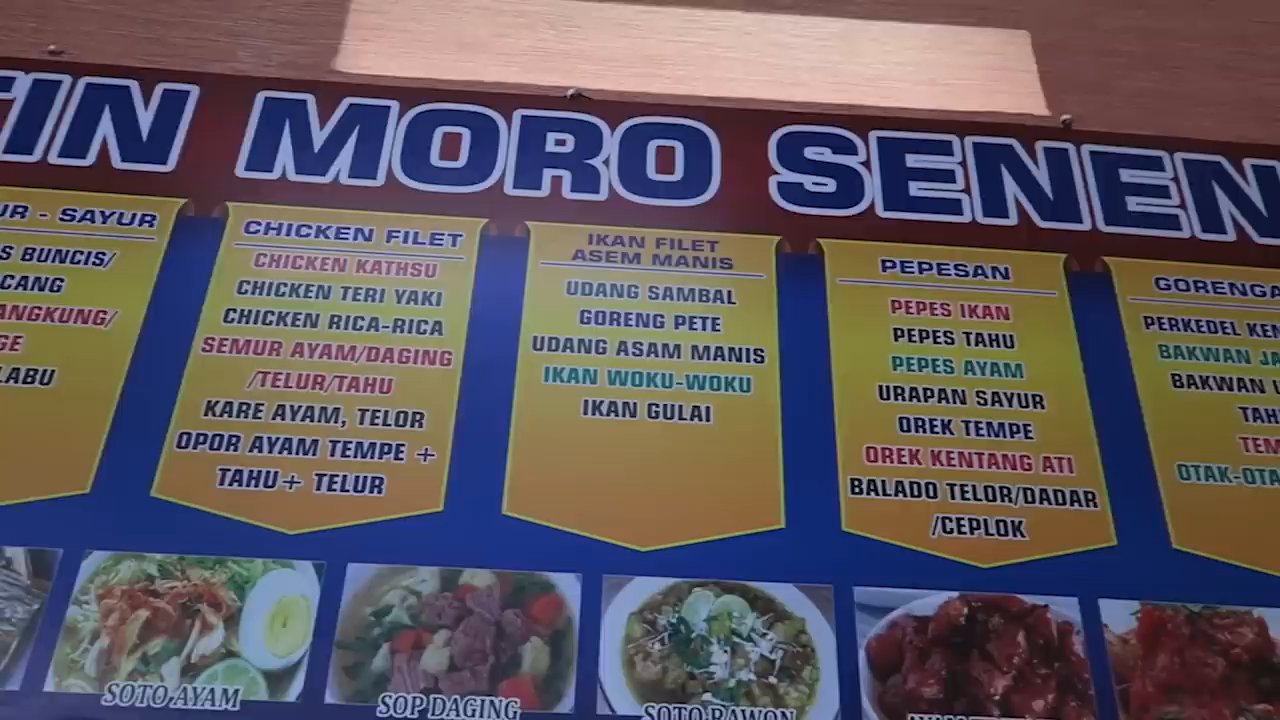 TIN MORO SENEN
UR - SAYUR
S BUNCIS/
CANG
ANGKUNG/
GE
LABU
CHICKEN FILET
CHICKEN KATHSU
CHICKEN TERI YAKI
CHICKEN RICA-RICA
SEMUR AYAM/DAGING
/TELUR/TAHU
KARE AYAM, TELOR
OPOR AYAM TEMPE +
TAHU+ TELUR
IKAN FILET
ASEM MANIS
UDANG SAMBAL
GORENG PETE
UDANG ASAM MANIS
IKAN WOKU-WOKU
IKAN GULAI
PEPESAN
PEPES IKAN
PEPES TAHU
PEPES AYAM
URAPAN SAYUR
OREK TEMPE
OREK KENTANG ATI
BALADO TELOR/DADAR
/CEPLOK
GORENGA
PERKEDEL KEN
BAKWAN JA
BAKWAN
TAH
TEM
OTAK-OTA
SOTO AYAM
SOP DAGING
SOTO RAWON